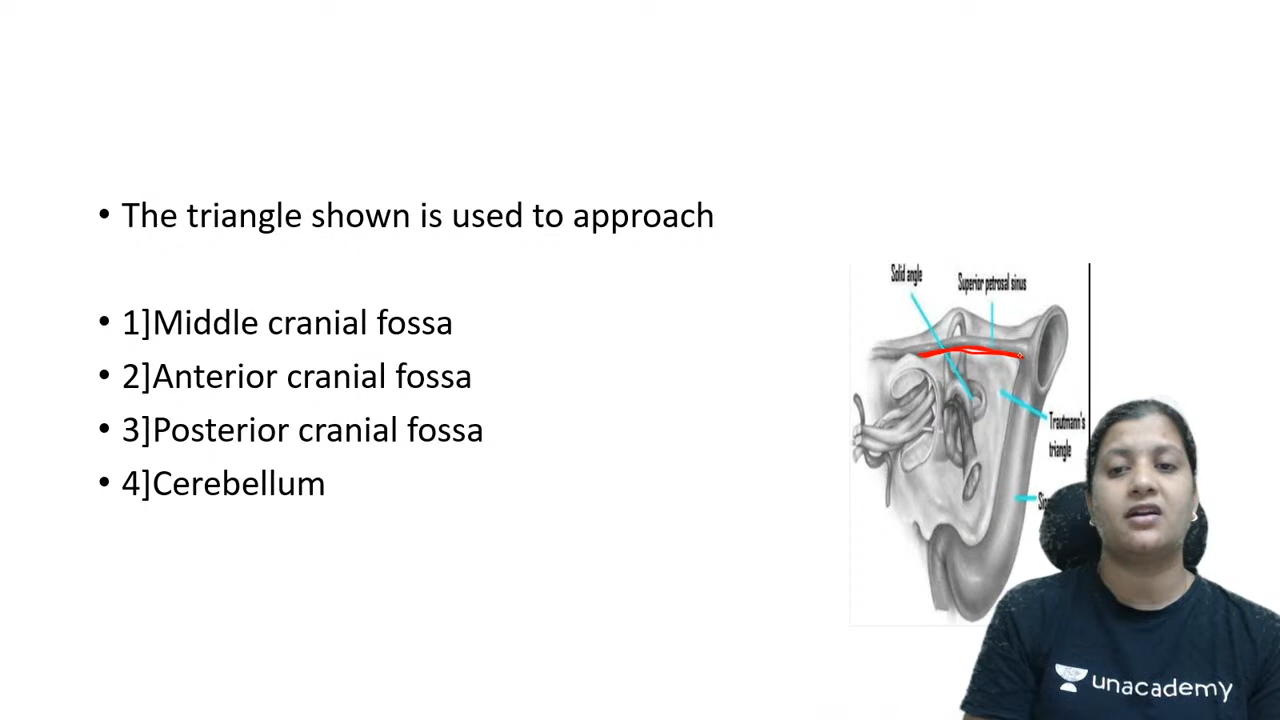 • The triangle shown is used to approach
• 1]Middle cranial fossa
• 2]Anterior cranial fossa
• 3]Posterior cranial fossa
• 4]Cerebellum
Solid angle
Superior petrosal sinus
Trautmann's
triangle
unacademy